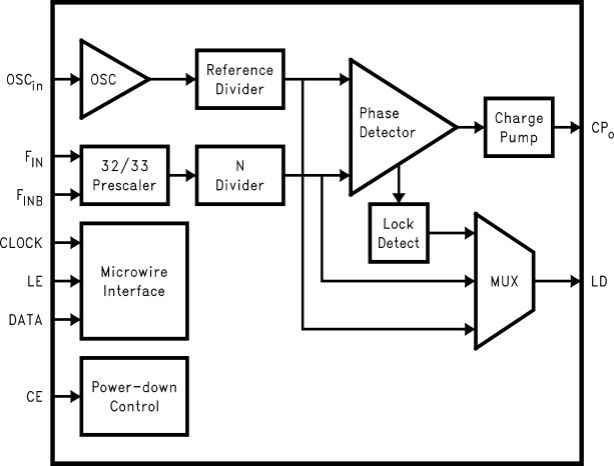 OSCin
OSC
Reference
Divider
Phase
Detector
Charge
Pump
CPo
FIN
FINB
32/33
Prescaler
N
Divider
Lock
Detect
CLOCK
LE
DATA
Microwire
Interface
MUX
LD
CE
Power-down
Control